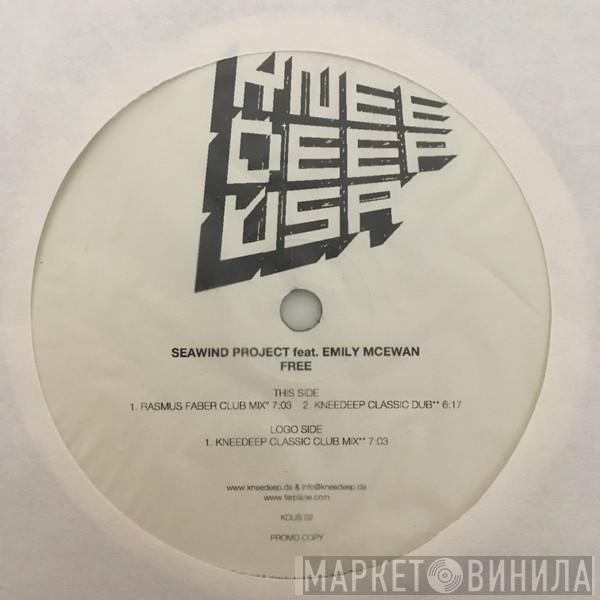 KNEE
DEEP
USA
SEAWIND PROJECT feat. EMILY MCEWAN
FREE
THIS SIDE
1. RASMUS FABER CLUB MIX* 7:03 2. KNEEDEEP CLASSIC DUB** 6:17
LOGO SIDE
1. KNEEDEEP CLASSIC CLUB MIX** 7:03
www.kneedeep.de & info@kneedeep.de
www.farplane.com
KDUS 02
PROMO COPY
МАРКЕТ ВИНИЛА